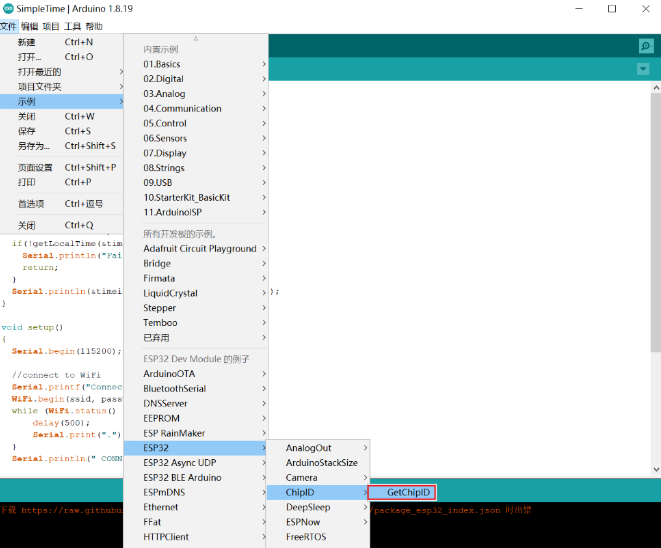 SimpleTime | Arduino 1.8.19
文件 编辑 项目 工具 帮助
新建 Ctrl+N
打开... Ctrl+O
打开最近的
项目文件夹
示例
关闭 Ctrl+W
保存 Ctrl+S
另存为... Ctrl+Shift+S
页面设置 Ctrl+Shift+P
打印 Ctrl+P
首选项 Ctrl+逗号
关闭 Ctrl+Q
内置示例
01.Basics
02.Digital
03.Analog
04.Communication
05.Control
06.Sensors
07.Display
08.Strings
09.USB
10.StarterKit_BasicKit
11.ArduinoISP
所有开发板的示例。
Adafruit Circuit Playground
Bridge
Firmata
LiquidCrystal
Stepper
Temboo
已弃用
ESP32 Dev Module 的例子
ArduinoOTA
BluetoothSerial
DNSServer
EEPROM
ESP RainMaker
ESP32
ESP32 Async UDP
ESP32 BLE Arduino
ESPmDNS
Ethernet
FFat
HTTPClient
AnalogOut
ArduinoStackSize
Camera
ChipID
DeepSleep
ESPNow
FreeRTOS
GetChipID
if(!getLocalTime(&time
Serial.println("Fai
return;
}
Serial.println(&timei );
}
void setup()
{
Serial.begin(115200);
//connect to WiFi
Serial.printf("Connec
WiFi.begin(ssid, pass
while (WiFi.status()
delay(500);
Serial.print(".")
}
Serial.println(" CONN
下载 https://raw.githubu /package_esp32_index.json 时出错